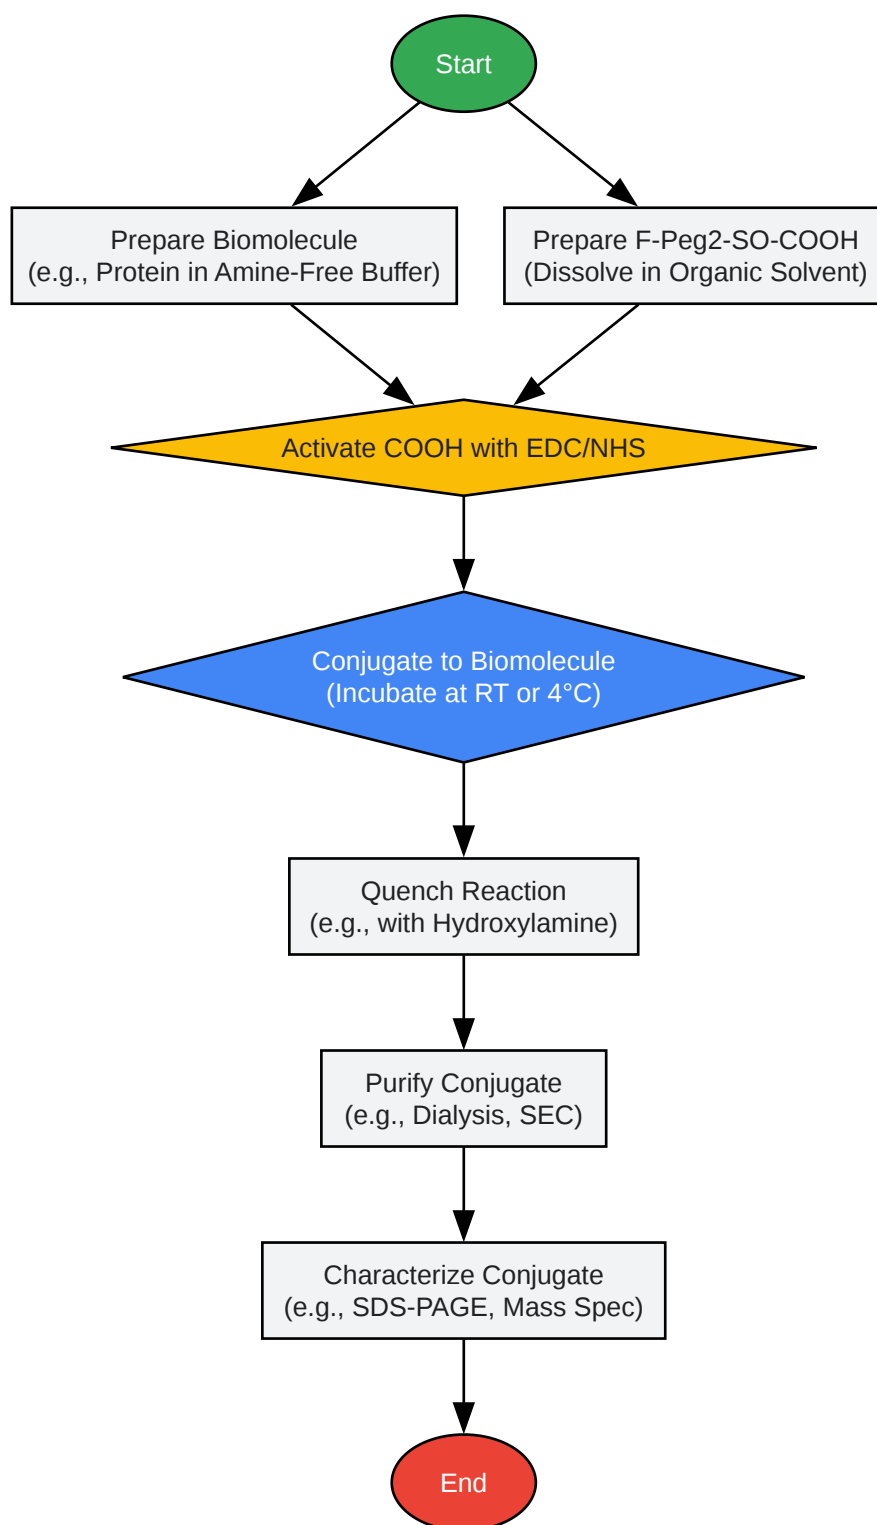 Start
Prepare Biomolecule
(e.g., Protein in Amine-Free Buffer)
Prepare F-Peg2-SO-COOH
(Dissolve in Organic Solvent)
Activate COOH with EDC/NHS
Conjugate to Biomolecule
(Incubate at RT or 4°C)
Quench Reaction
(e.g., with Hydroxylamine)
Purify Conjugate
(e.g., Dialysis, SEC)
Characterize Conjugate
(e.g., SDS-PAGE, Mass Spec)
End